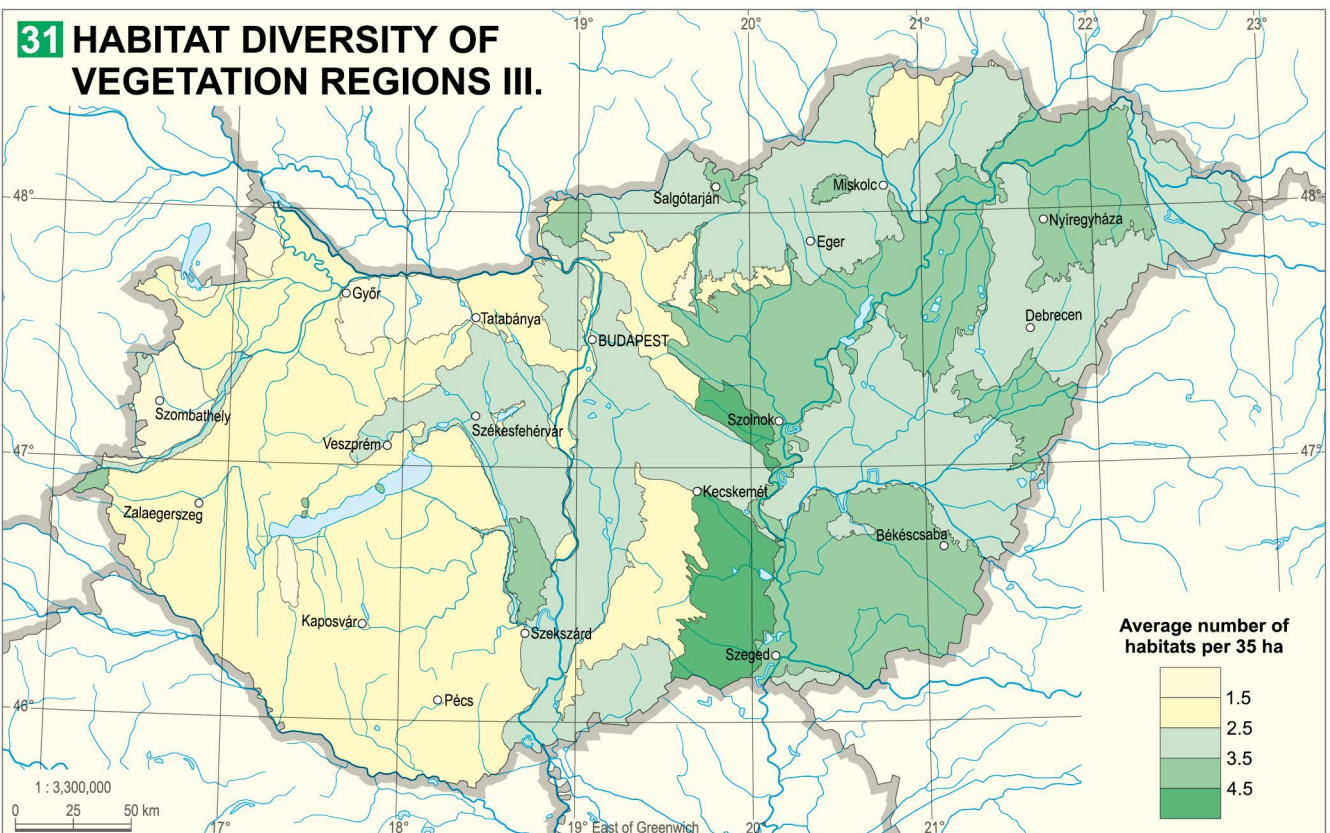 31 HABITAT DIVERSITY OF
VEGETATION REGIONS III.
19°
20°
21°
22°
23°
48°
48°
Salgótarján
Miskolc
Nyíregyháza
Eger
Győr
Tatabánya
BUDAPEST
Debrecen
Szombathely
Székesfehérvár
Szolnok
Veszprém
47°
47°
Kecskemét
Zalaegerszeg
Békéscsaba
Kaposvár
Szekszárd
Szeged
Pécs
46°
Average number of
habitats per 35 ha
1.5
2.5
3.5
4.5
1 : 3,300,000
0 25 50 km
17°
18°
19° East of Greenwich
20°
21°